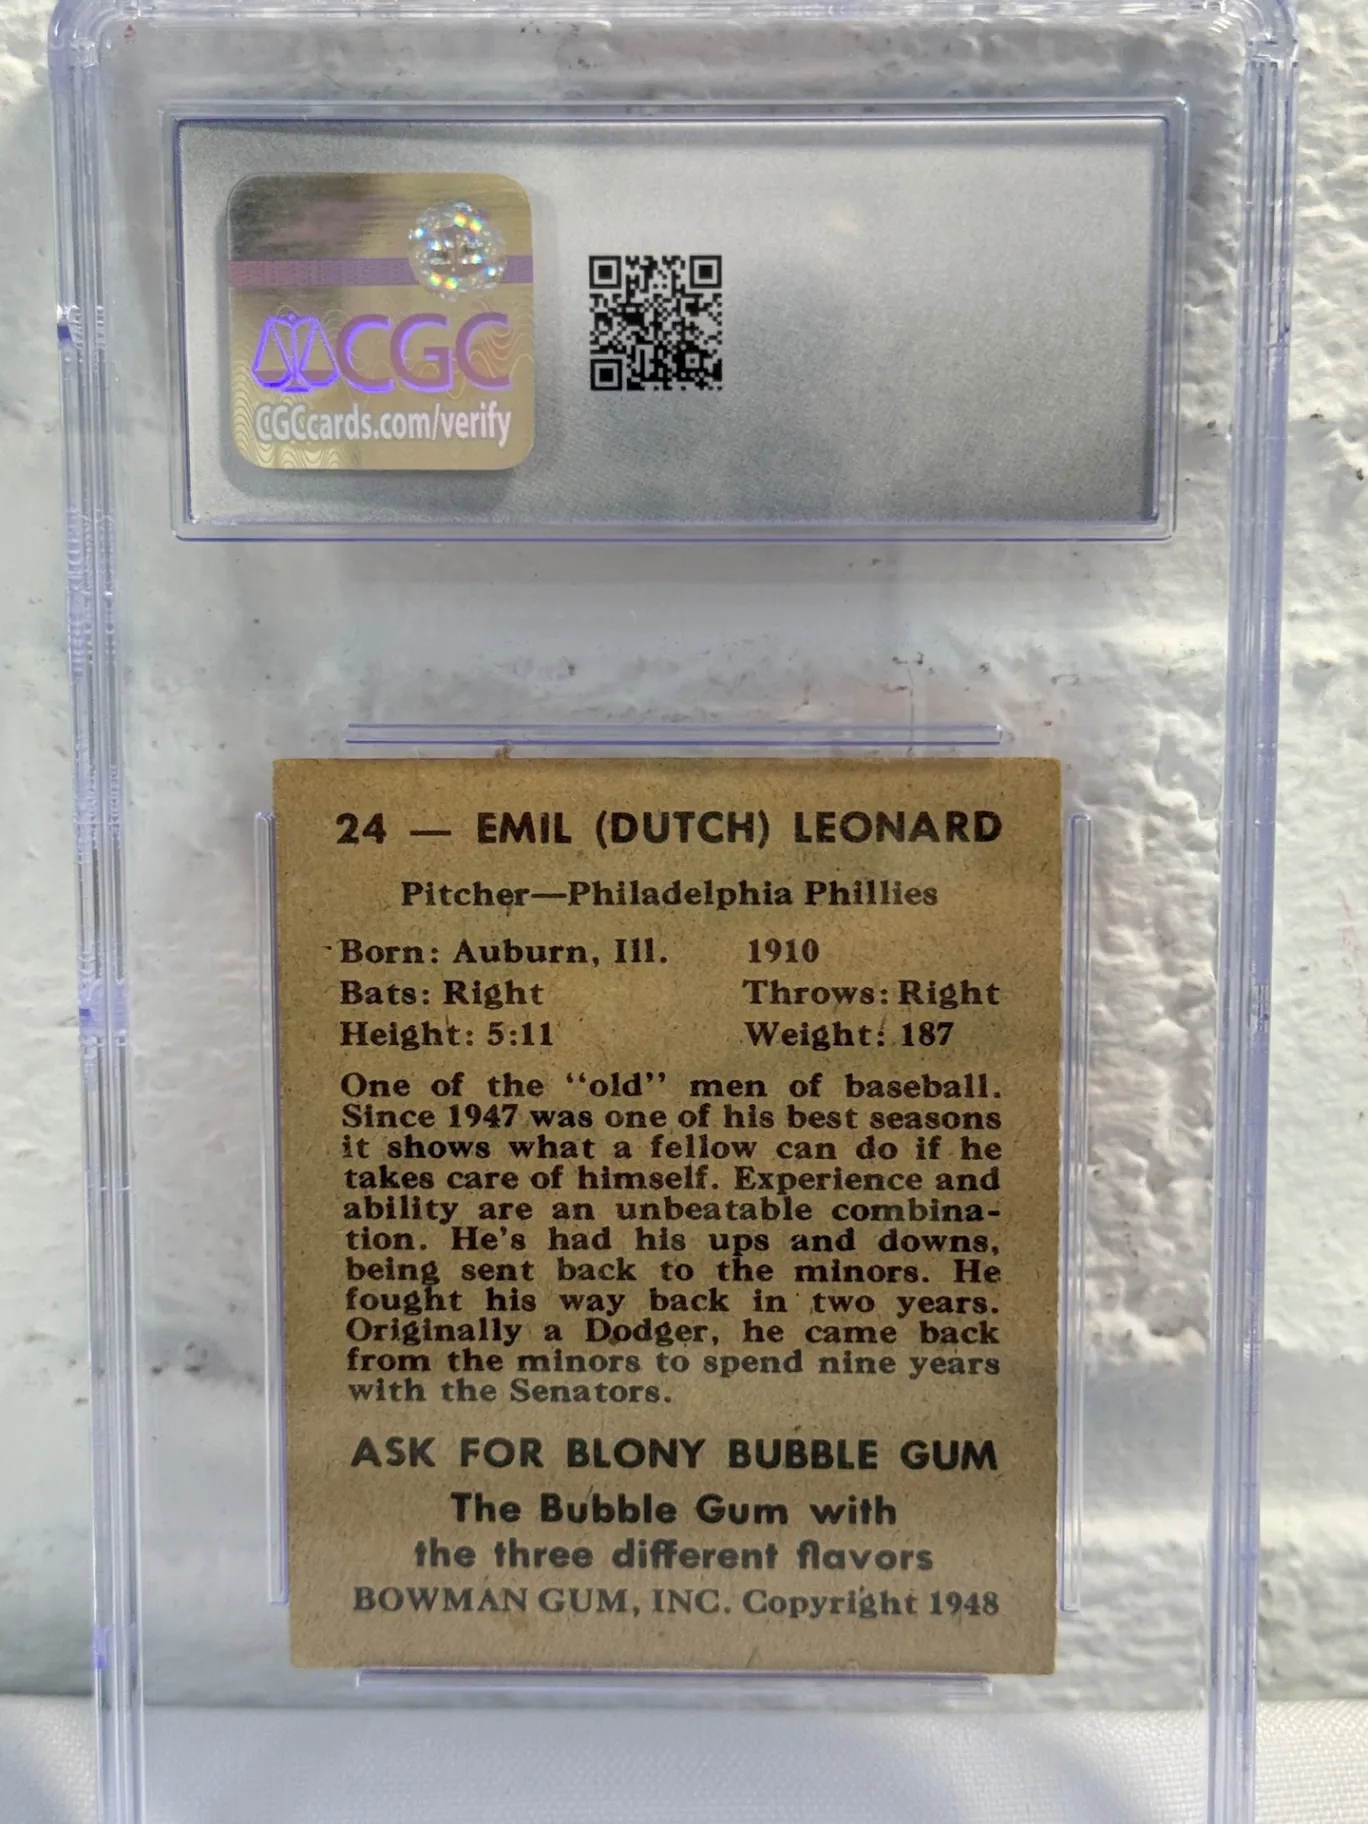 CGC
CGCcards.com/verify
24 — EMIL (DUTCH) LEONARD
Pitcher—Philadelphia Phillies
Born: Auburn, Ill. 1910
Bats: Right Throws: Right
Height: 5:11 Weight: 187
One of the "old" men of baseball.
Since 1947 was one of his best seasons
it shows what a fellow can do if he
takes care of himself. Experience and
ability are an unbeatable combina-
tion. He's had his ups and downs,
being sent back to the minors. He
fought his way back in two years.
Originally a Dodger, he came back
from the minors to spend nine years
with the Senators.
ASK FOR BLONY BUBBLE GUM
The Bubble Gum with
the three different flavors
BOWMAN GUM, INC. Copyright 1948